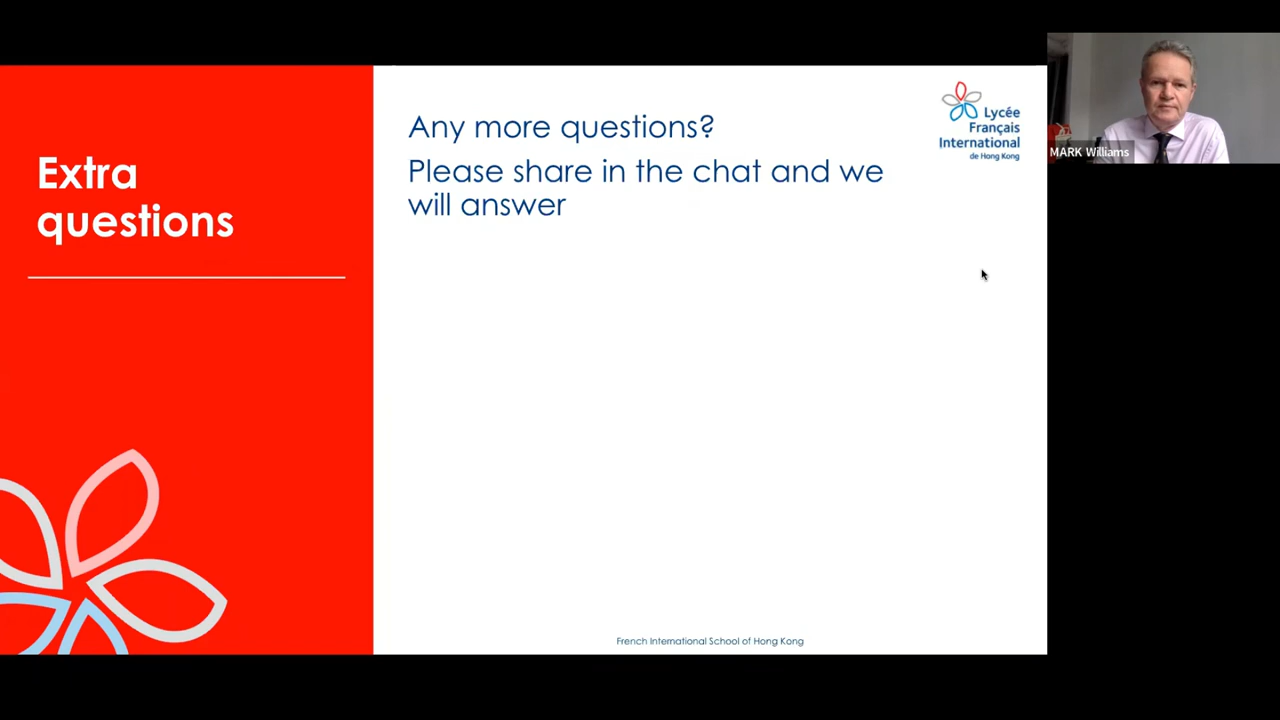 Extra
questions
Any more questions?
Please share in the chat and we
will answer
Lycée
Français
International
de Hong Kong
MARK Williams
French International School of Hong Kong